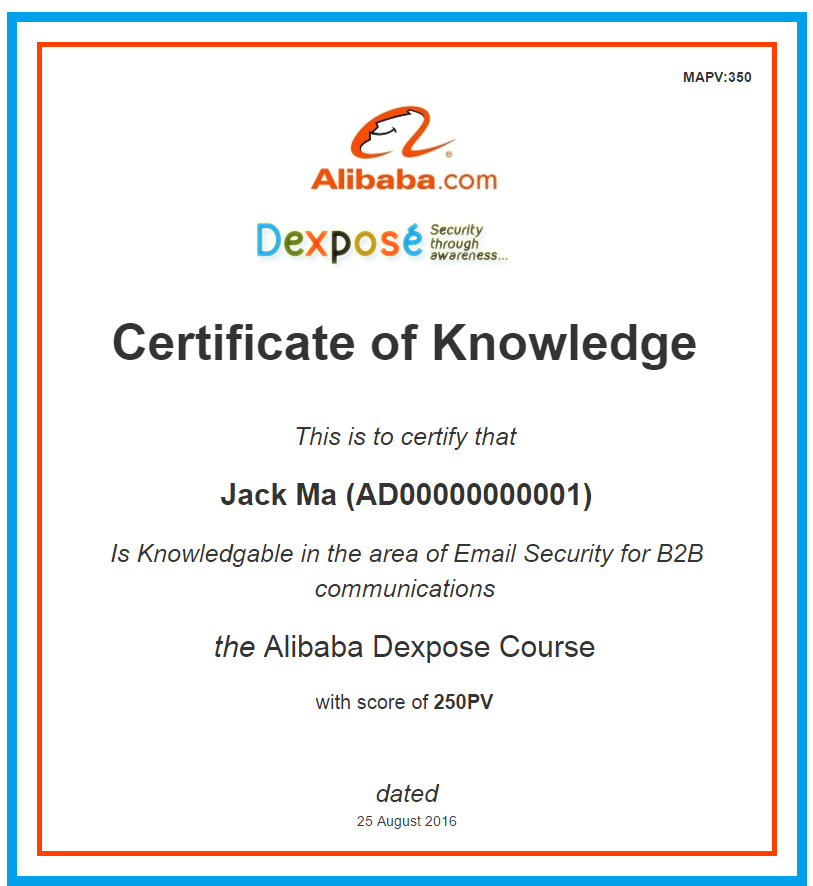 MAPV:350
Alibaba.com
®
Dexposé Security
through
awareness...
Certificate of Knowledge
This is to certify that
Jack Ma (AD00000000001)
Is Knowledgable in the area of Email Security for B2B
communications
the Alibaba Dexpose Course
with score of 250PV
dated
25 August 2016